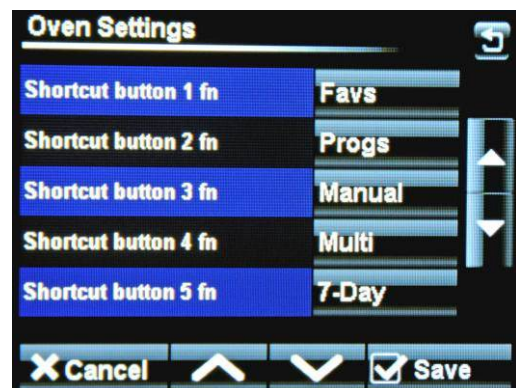 Oven Settings
Shortcut button 1 fn Favs
Shortcut button 2 fn Progs
Shortcut button 3 fn Manual
Shortcut button 4 fn Multi
Shortcut button 5 fn 7-Day
Cancel Save